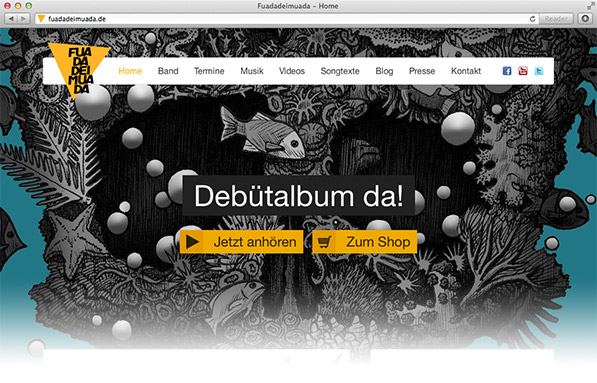 Fuadadeimuada – Home
fuadadeimuada.de
Reader
FUA
DA
DEI
MUA
DA
Home Band Termine Musik Videos Songtexte Blog Presse Kontakt
Debütalbum da!
Jetzt anhören Zum Shop